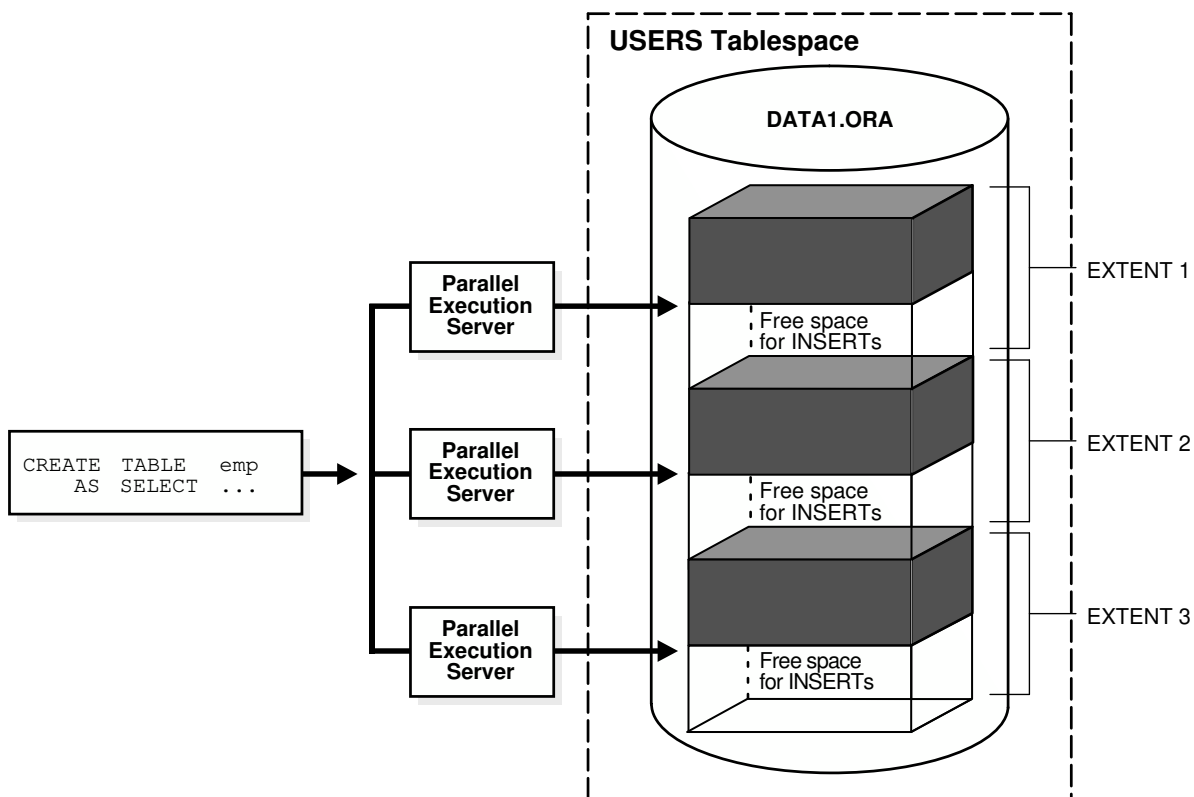 USERS Tablespace
DATA1.ORA
Parallel
Execution
Server
Free space
for INSERTs
EXTENT 1
CREATE TABLE emp
AS SELECT ...
Parallel
Execution
Server
Free space
for INSERTs
EXTENT 2
Parallel
Execution
Server
Free space
for INSERTs
EXTENT 3